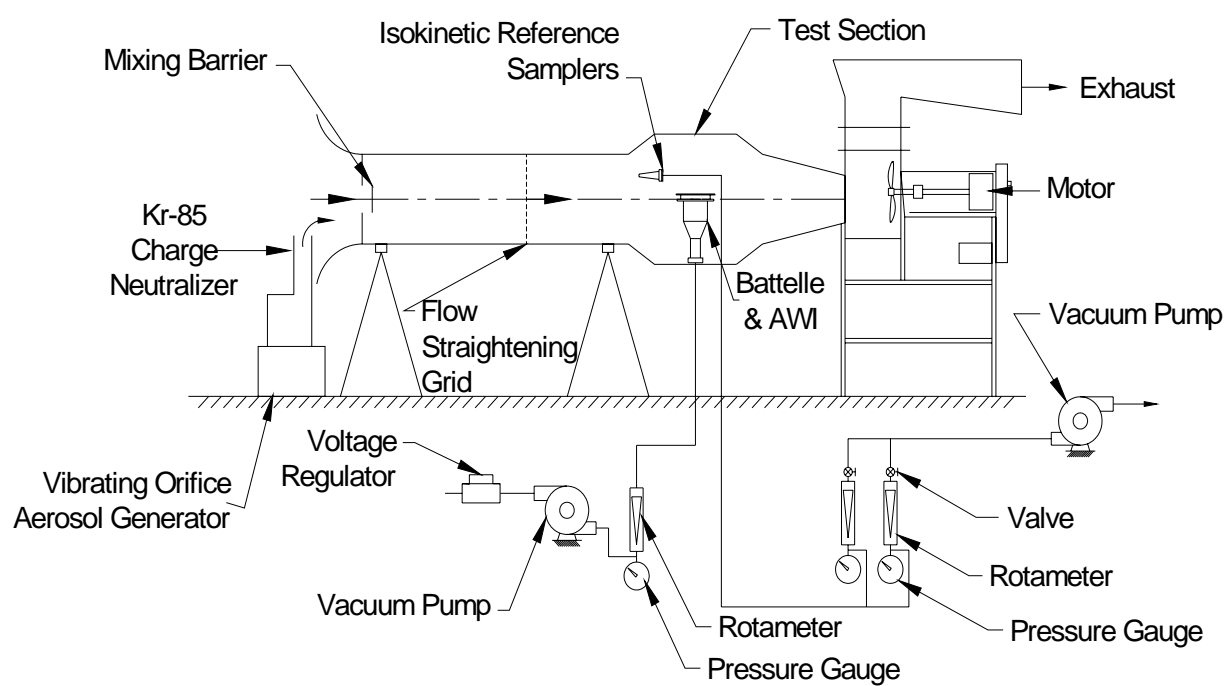 Isokinetic Reference
Samplers
Test Section
Mixing Barrier
Exhaust
Motor
Kr-85
Charge
Neutralizer
Battelle
& AWI
Flow
Straightening
Grid
Vacuum Pump
Voltage
Regulator
Vibrating Orifice
Aerosol Generator
Valve
Rotameter
Vacuum Pump
Rotameter
Pressure Gauge
Pressure Gauge